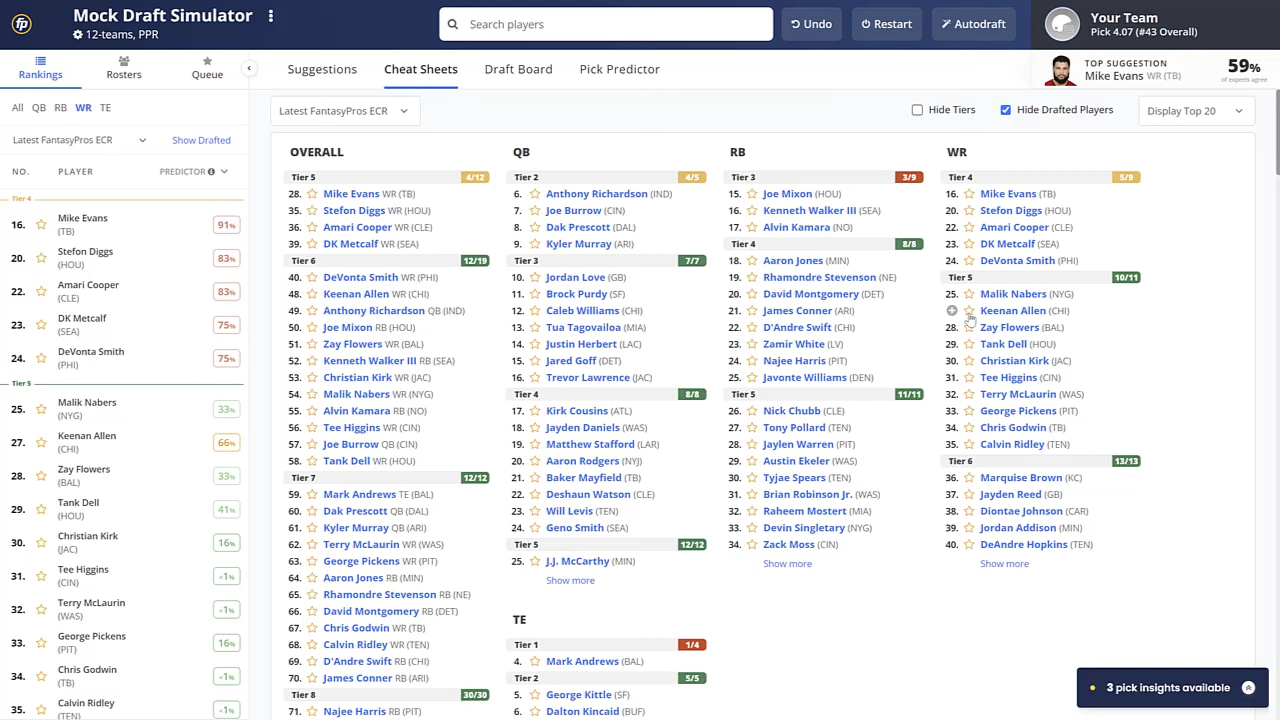 fp
Mock Draft Simulator
12-teams, PPR
Search players
Undo
Restart
Autodraft
Your Team
Pick 4.07 (#43 Overall)
Rankings
Rosters
Queue
Suggestions
Cheat Sheets
Draft Board
Pick Predictor
TOP SUGGESTION
Mike Evans WR (TB)
59%
of experts agree
All QB RB WR TE
Latest FantasyPros ECR
Show Drafted
NO. PLAYER PREDICTOR
Tier 4
16. Mike Evans (TB) 91%
20. Stefon Diggs (HOU) 83%
22. Amari Cooper (CLE) 83%
23. DK Metcalf (SEA) 75%
24. DeVonta Smith (PHI) 75%
Tier 5
25. Malik Nabers (NYG) 33%
27. Keenan Allen (CHI) 66%
28. Zay Flowers (BAL) 33%
29. Tank Dell (HOU) 41%
30. Christian Kirk (JAC) 16%
31. Tee Higgins (CIN) <1%
32. Terry McLaurin (WAS) <1%
33. George Pickens (PIT) 16%
34. Chris Godwin (TB) <1%
35. Calvin Ridley (TEN) <1%
Latest FantasyPros ECR
Hide Tiers
Hide Drafted Players
Display Top 20
OVERALL
Tier 5 4/12
28. Mike Evans WR (TB)
35. Stefon Diggs WR (HOU)
36. Amari Cooper WR (CLE)
39. DK Metcalf WR (SEA)
Tier 6 12/19
40. DeVonta Smith WR (PHI)
48. Keenan Allen WR (CHI)
49. Anthony Richardson QB (IND)
50. Joe Mixon RB (HOU)
51. Zay Flowers WR (BAL)
52. Kenneth Walker III RB (SEA)
53. Christian Kirk WR (JAC)
54. Malik Nabers WR (NYG)
55. Alvin Kamara RB (NO)
56. Tee Higgins WR (CIN)
57. Joe Burrow QB (CIN)
58. Tank Dell WR (HOU)
Tier 7 12/12
59. Mark Andrews TE (BAL)
60. Dak Prescott QB (DAL)
61. Kyler Murray QB (ARI)
62. Terry McLaurin WR (WAS)
63. George Pickens WR (PIT)
64. Aaron Jones RB (MIN)
65. Rhamondre Stevenson RB (NE)
66. David Montgomery RB (DET)
67. Chris Godwin WR (TB)
68. Calvin Ridley WR (TEN)
69. D'Andre Swift RB (CHI)
70. James Conner RB (ARI)
Tier 8 30/30
71. Najee Harris RB (PIT)
QB
Tier 2 4/5
6. Anthony Richardson (IND)
7. Joe Burrow (CIN)
8. Dak Prescott (DAL)
9. Kyler Murray (ARI)
Tier 3 7/7
10. Jordan Love (GB)
11. Brock Purdy (SF)
12. Caleb Williams (CHI)
13. Tua Tagovailoa (MIA)
14. Justin Herbert (LAC)
15. Jared Goff (DET)
16. Trevor Lawrence (JAC)
Tier 4 8/8
17. Kirk Cousins (ATL)
18. Jayden Daniels (WAS)
19. Matthew Stafford (LAR)
20. Aaron Rodgers (NYJ)
21. Baker Mayfield (TB)
22. Deshaun Watson (CLE)
23. Will Levis (TEN)
24. Geno Smith (SEA)
Tier 5 12/12
25. J.J. McCarthy (MIN)
Show more
TE
Tier 1 1/4
4. Mark Andrews (BAL)
Tier 2 5/5
5. George Kittle (SF)
6. Dalton Kincaid (BUF)
RB
Tier 3 3/9
15. Joe Mixon (HOU)
16. Kenneth Walker III (SEA)
17. Alvin Kamara (NO)
Tier 4 8/8
18. Aaron Jones (MIN)
19. Rhamondre Stevenson (NE)
20. David Montgomery (DET)
21. James Conner (ARI)
22. D'Andre Swift (CHI)
23. Zamir White (LV)
24. Najee Harris (PIT)
25. Javonte Williams (DEN)
Tier 5 11/11
26. Nick Chubb (CLE)
27. Tony Pollard (TEN)
28. Jaylen Warren (PIT)
29. Austin Ekeler (WAS)
30. Tyjae Spears (TEN)
31. Brian Robinson Jr. (WAS)
32. Raheem Mostert (MIA)
33. Devin Singletary (NYG)
34. Zack Moss (CIN)
Show more
WR
Tier 4 5/9
16. Mike Evans (TB)
20. Stefon Diggs (HOU)
22. Amari Cooper (CLE)
23. DK Metcalf (SEA)
24. DeVonta Smith (PHI)
Tier 5 10/11
25. Malik Nabers (NYG)
Keenan Allen (CHI)
28. Zay Flowers (BAL)
29. Tank Dell (HOU)
30. Christian Kirk (JAC)
31. Tee Higgins (CIN)
32. Terry McLaurin (WAS)
33. George Pickens (PIT)
34. Chris Godwin (TB)
35. Calvin Ridley (TEN)
Tier 6 13/13
36. Marquise Brown (KC)
37. Jayden Reed (GB)
38. Diontae Johnson (CAR)
39. Jordan Addison (MIN)
40. DeAndre Hopkins (TEN)
Show more
3 pick insights available